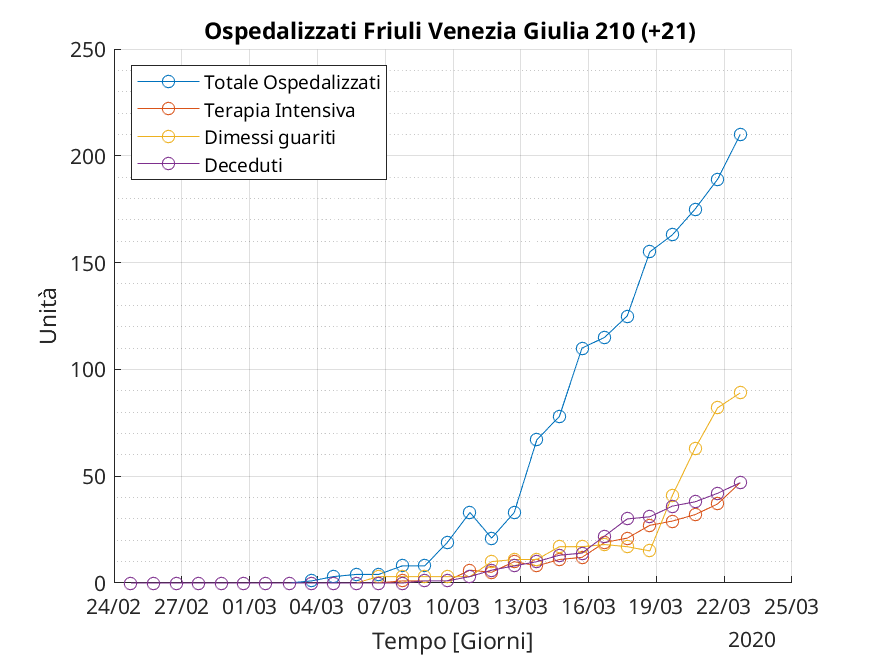 Ospedalizzati Friuli Venezia Giulia 210 (+21)
250
200
150
100
50
0
Unità
Totale Ospedalizzati
Terapia Intensiva
Dimessi guariti
Deceduti
24/02 27/02 01/03 04/03 07/03 10/03 13/03 16/03 19/03 22/03 25/03
Tempo [Giorni]
2020